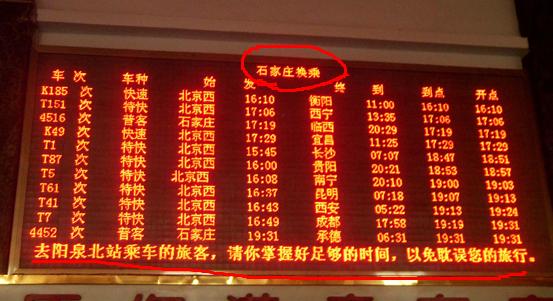 石家庄换乘
车 次 车种 始 发 终 到 到点 开点
K185 次 快速 北京西 16:10 衡阳 11:00 16:10 16:10
T151 次 特快 北京西 17:06 西宁 13:35 17:06 17:06
4516 次 普客 石家庄 17:19 临西 20:29 17:19 17:19
K49 次 快速 北京西 17:29 宜昌 11:25 17:29 17:29
T1 次 特快 北京西 15:45 长沙 07:07 18:47 18:51
T87 次 特快 北京西 16:00 贵阳 20:21 18:53 18:57
T5 次 特快 北京西 16:08 南宁 20:10 19:00 19:03
T61 次 特快 北京西 16:37 昆明 07:18 19:07 19:13
T41 次 特快 北京西 16:43 西安 05:22 19:13 19:24
T7 次 特快 北京西 16:49 成都 17:58 19:19 19:31
4452 次 普客 石家庄 19:31 承德 06:31 19:31 19:31
去阳泉北站乘车的旅客，请你掌握好足够的时间，以免耽误您的旅行。